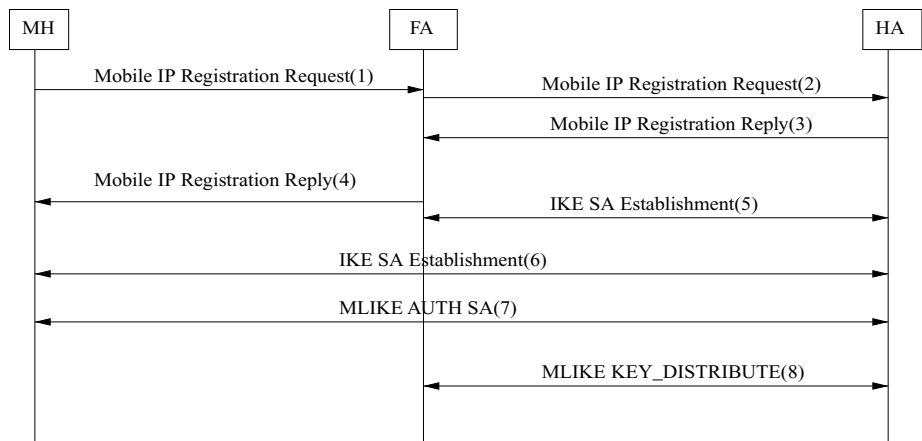 MH
FA
HA
Mobile IP Registration Request(1)
Mobile IP Registration Request(2)
Mobile IP Registration Reply(3)
Mobile IP Registration Reply(4)
IKE SA Establishment(5)
IKE SA Establishment(6)
MLIKE AUTH SA(7)
MLIKE KEY_DISTRIBUTE(8)